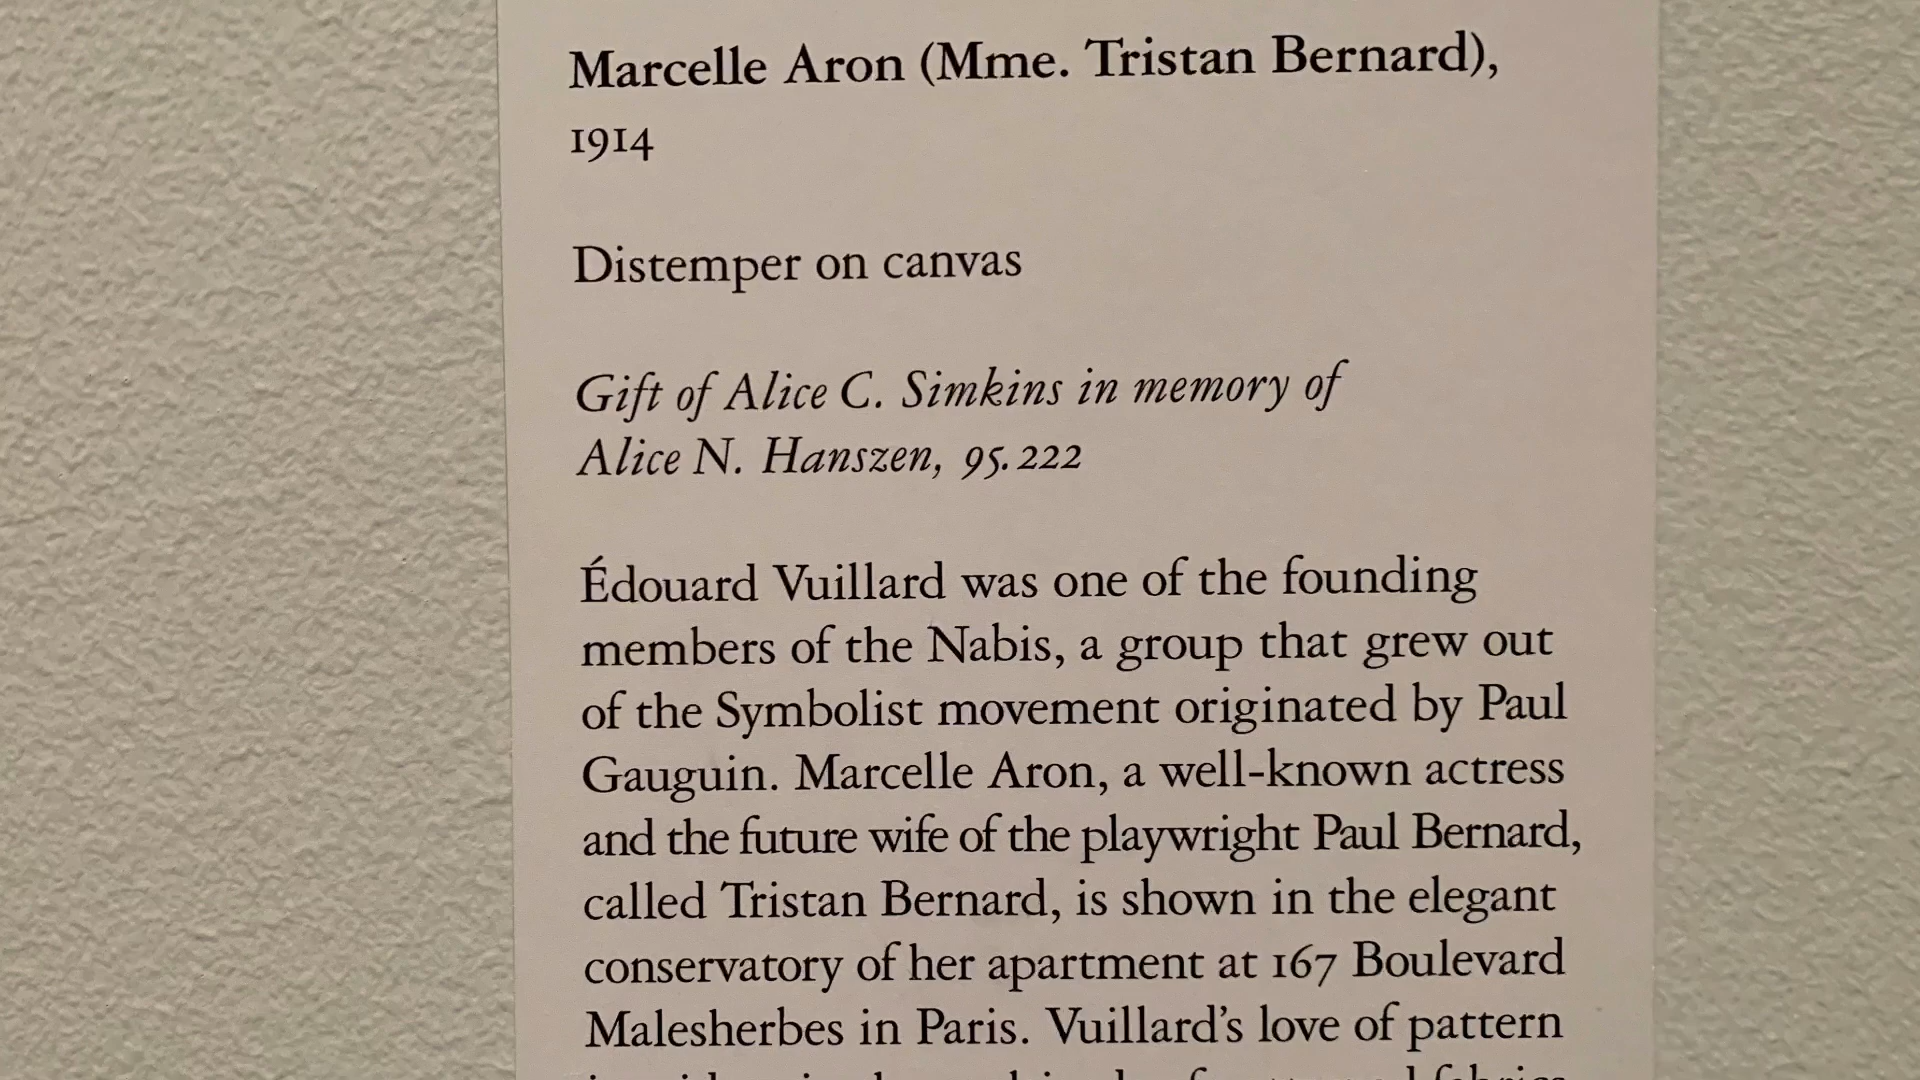 Marcelle Aron (Mme. Tristan Bernard),
1914
Distemper on canvas
Gift of Alice C. Simkins in memory of
Alice N. Hanszen, 95.222
Édouard Vuillard was one of the founding
members of the Nabis, a group that grew out
of the Symbolist movement originated by Paul
Gauguin. Marcelle Aron, a well-known actress
and the future wife of the playwright Paul Bernard,
called Tristan Bernard, is shown in the elegant
conservatory of her apartment at 167 Boulevard
Malesherbes in Paris. Vuillard's love of pattern